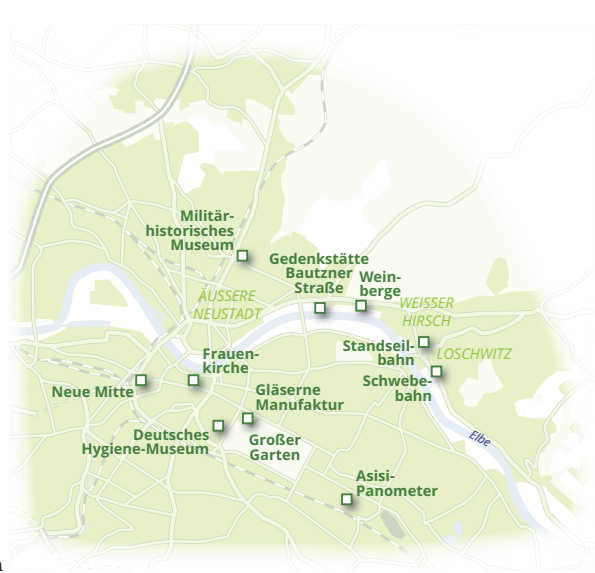 Militär-
historisches
Museum
Gedenkstätte
Bautzner
Straße
Wein-
berge
ÄUSSERE
NEUSTADT
WEISSER
HIRSCH
Standseil-
bahn
LOSCHWITZ
Frauen-
kirche
Schwebe-
bahn
Neue Mitte
Gläserne
Manufaktur
Deutsches
Hygiene-Museum
Großer
Garten
Elbe
Asisi-
Panometer